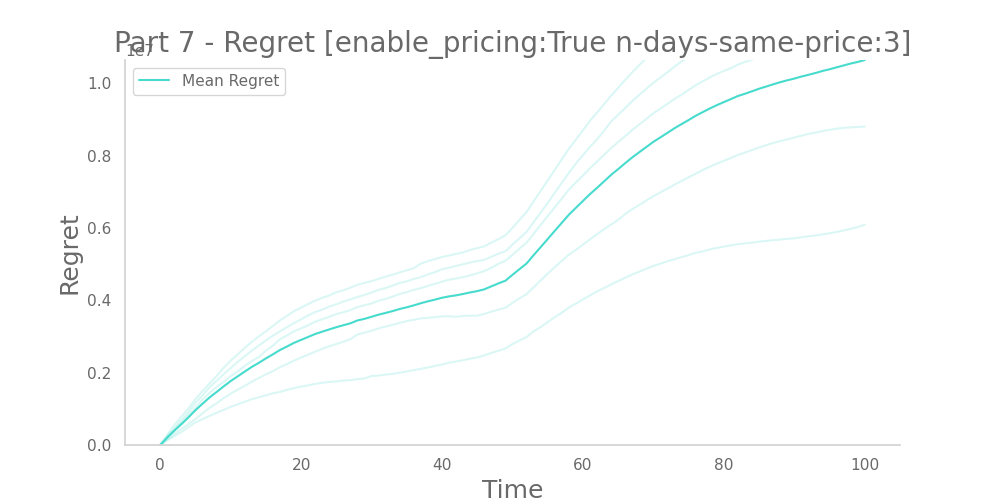 Part 7 - Regret [enable_pricing:True n-days-same-price:3]
1e7
Mean Regret
1.0
0.8
0.6
0.4
0.2
0.0
Regret
0 20 40 60 80 100
Time